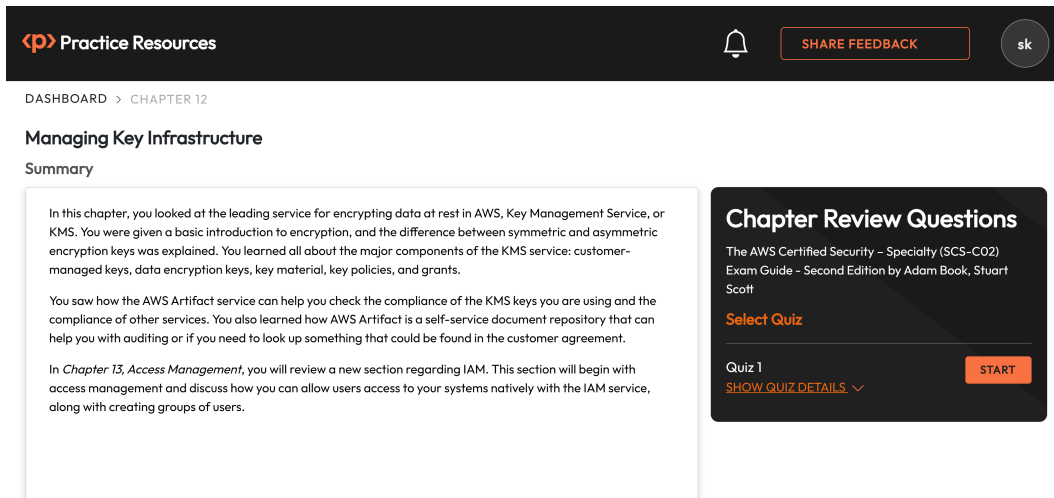 <p> Practice Resources
SHARE FEEDBACK
sk
DASHBOARD > CHAPTER 12
Managing Key Infrastructure
Summary
In this chapter, you looked at the leading service for encrypting data at rest in AWS, Key Management Service, or
KMS. You were given a basic introduction to encryption, and the difference between symmetric and asymmetric
encryption keys was explained. You learned all about the major components of the KMS service: customer-
managed keys, data encryption keys, key material, key policies, and grants.
You saw how the AWS Artifact service can help you check the compliance of the KMS keys you are using and the
compliance of other services. You also learned how AWS Artifact is a self-service document repository that can
help you with auditing or if you need to look up something that could be found in the customer agreement.
In Chapter 13, Access Management, you will review a new section regarding IAM. This section will begin with
access management and discuss how you can allow users access to your systems natively with the IAM service,
along with creating groups of users.
Chapter Review Questions
The AWS Certified Security – Specialty (SCS-C02)
Exam Guide - Second Edition by Adam Book, Stuart
Scott
Select Quiz
Quiz 1
START
SHOW QUIZ DETAILS